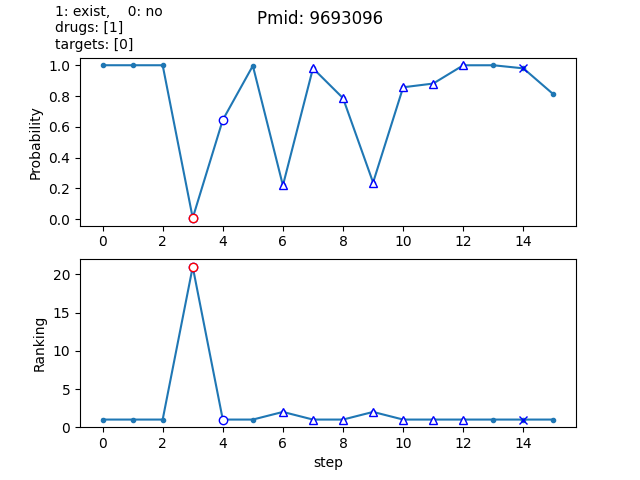 1: exist,    0: no
drugs: [1]
targets: [0]
Pmid: 9693096
1.0
0.8
0.6
0.4
0.2
0.0
Probability
0 2 4 6 8 10 12 14
20
15
10
5
0
Ranking
0 2 4 6 8 10 12 14
step